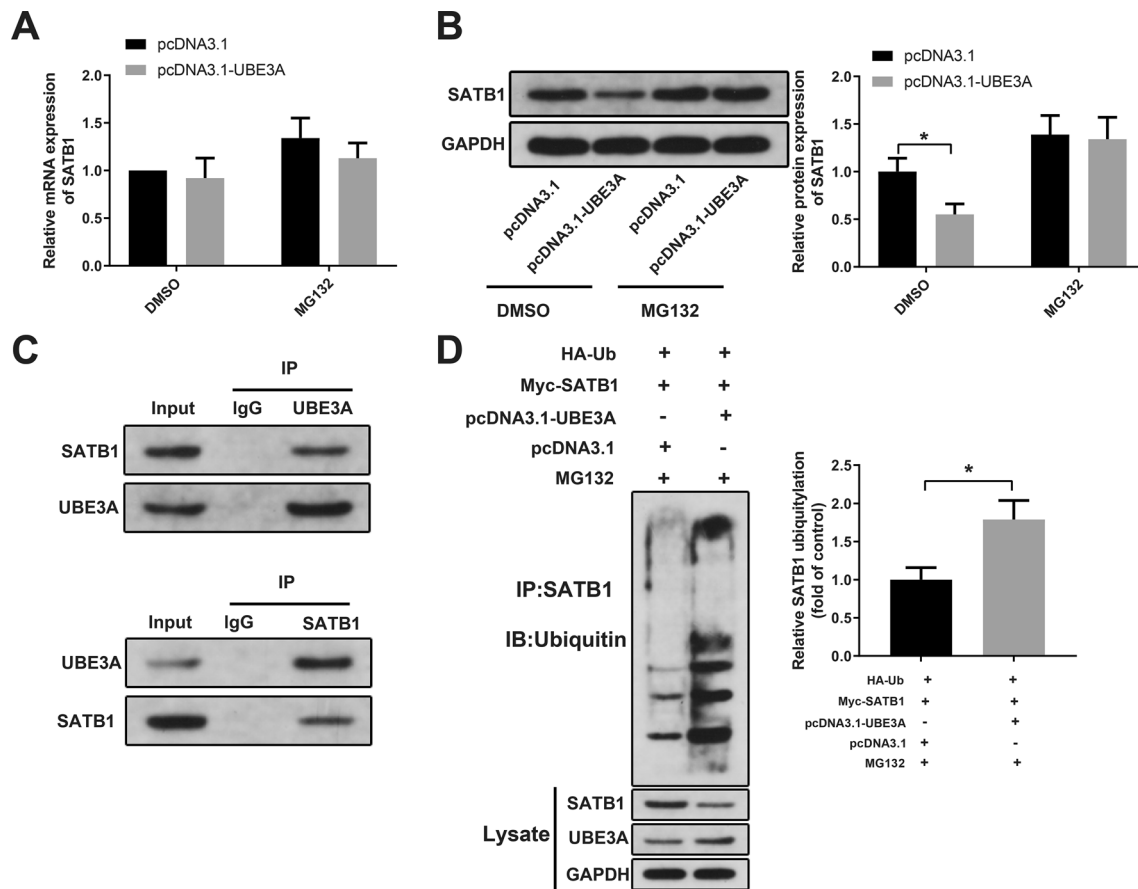 A
pcDNA3.1
pcDNA3.1-UBE3A
Relative mRNA expression
of SATB1
2.0
1.5
1.0
0.5
0.0
DMSO
MG132
B
SATB1
GAPDH
pcDNA3.1
pcDNA3.1-UBE3A
pcDNA3.1
pcDNA3.1-UBE3A
DMSO
MG132
pcDNA3.1
pcDNA3.1-UBE3A
Relative protein expression
of SATB1
2.0
1.5
1.0
0.5
0.0
*
DMSO
MG132
C
IP
Input IgG UBE3A
SATB1
UBE3A
IP
Input IgG SATB1
UBE3A
SATB1
D
HA-Ub + +
Myc-SATB1 + +
pcDNA3.1-UBE3A - +
pcDNA3.1 + -
MG132 + +
IP:SATB1
IB:Ubiquitin
Lysate
SATB1
UBE3A
GAPDH
Relative SATB1 ubiquitylation
(fold of control)
2.5
2.0
1.5
1.0
0.5
0.0
*
HA-Ub + +
Myc-SATB1 + +
pcDNA3.1-UBE3A - +
pcDNA3.1 + -
MG132 + +